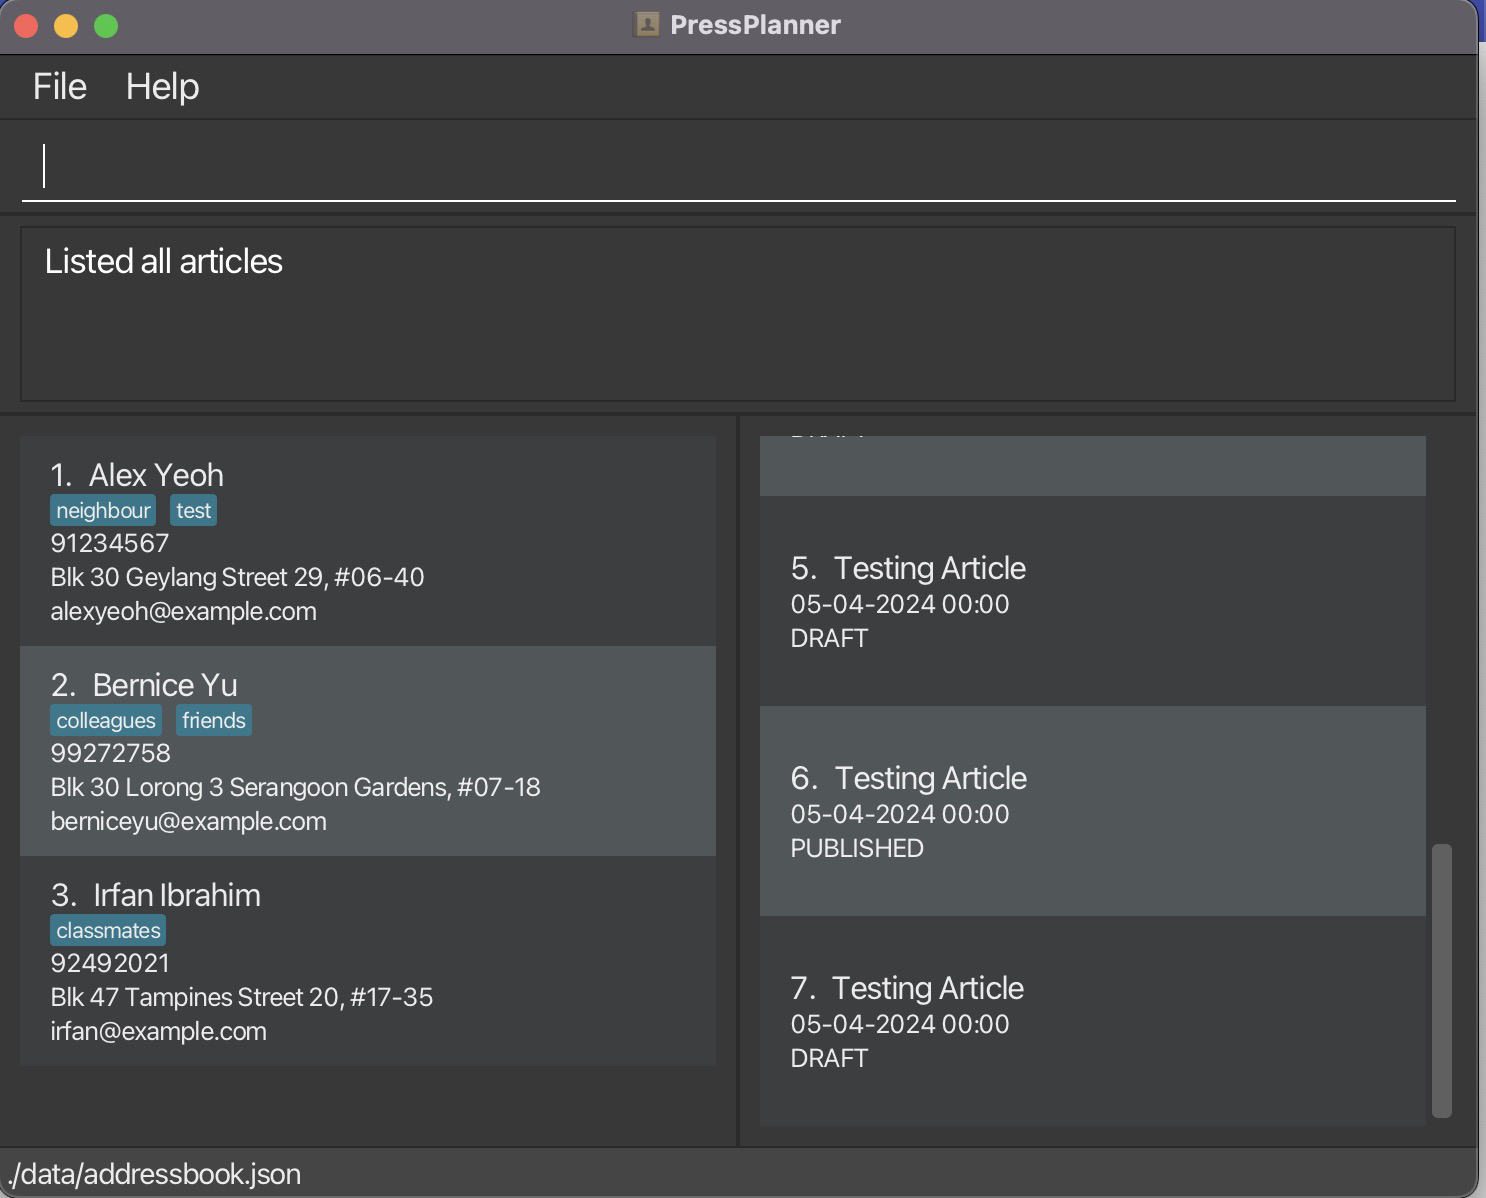 PressPlanner
File Help
Listed all articles
1. Alex Yeoh
neighbour test
91234567
Blk 30 Geylang Street 29, #06-40
alexyeoh@example.com
2. Bernice Yu
colleagues friends
99272758
Blk 30 Lorong 3 Serangoon Gardens, #07-18
berniceyu@example.com
3. Irfan Ibrahim
classmates
92492021
Blk 47 Tampines Street 20, #17-35
irfan@example.com
5. Testing Article
05-04-2024 00:00
DRAFT
6. Testing Article
05-04-2024 00:00
PUBLISHED
7. Testing Article
05-04-2024 00:00
DRAFT
./data/addressbook.json